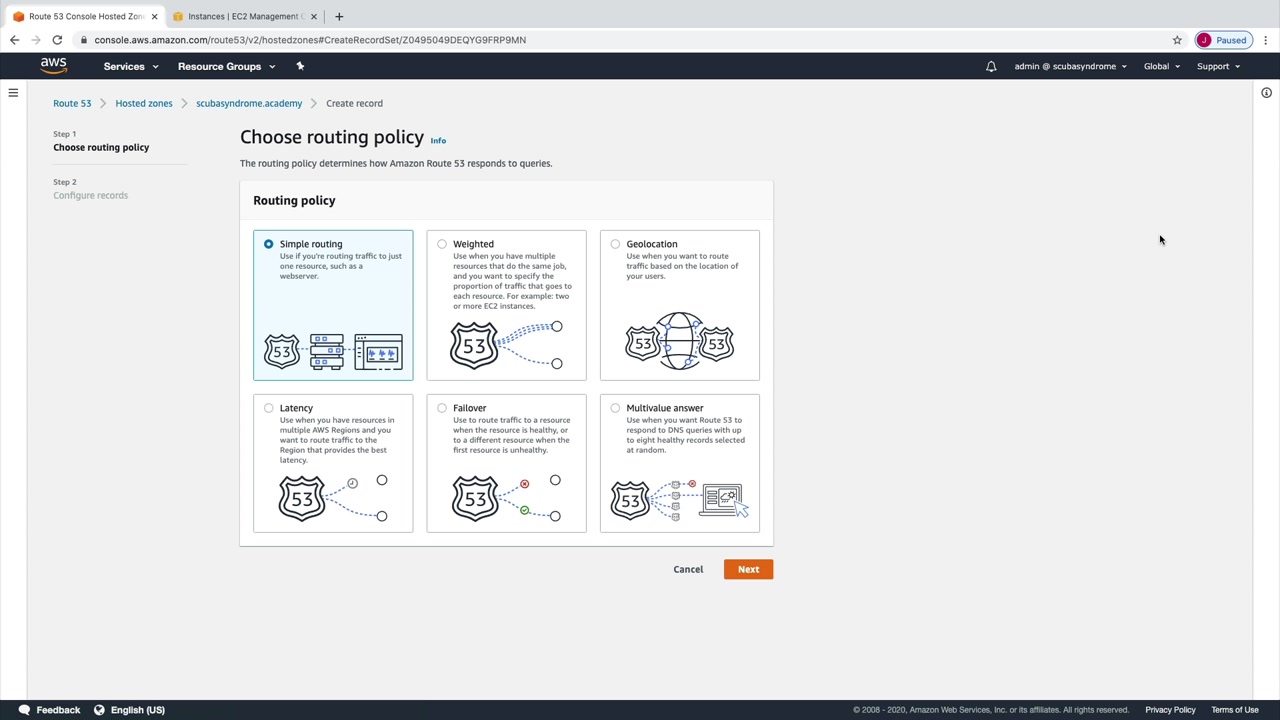 Route 53 Console Hosted Zon
Instances | EC2 Management C
console.aws.amazon.com/route53/v2/hostedzones#CreateRecordSet/Z0495049DEQYG9FRP9MN
J Paused
aws
Services
Resource Groups
admin @ scubasyndrome
Global
Support
Route 53
Hosted zones
scubasyndrome.academy
Create record
Step 1
Choose routing policy
Step 2
Configure records
Choose routing policy
Info
The routing policy determines how Amazon Route 53 responds to queries.
Routing policy
Simple routing
Use if you're routing traffic to just
one resource, such as a
webserver.
53
Weighted
Use when you have multiple
resources that do the same job,
and you want to specify the
proportion of traffic that goes to
each resource. For example: two
or more EC2 instances.
53
Geolocation
Use when you want to route
traffic based on the location of
your users.
53
53
Latency
Use when you have resources in
multiple AWS Regions and you
want to route traffic to the
Region that provides the best
latency.
53
Failover
Use to route traffic to a resource
when the resource is healthy, or
to a different resource when the
first resource is unhealthy.
53
Multivalue answer
Use when you want Route 53 to
respond to DNS queries with up
to eight healthy records selected
at random.
53
Cancel
Next
Feedback
English (US)
© 2008 - 2020, Amazon Web Services, Inc. or its affiliates. All rights reserved.
Privacy Policy
Terms of Use